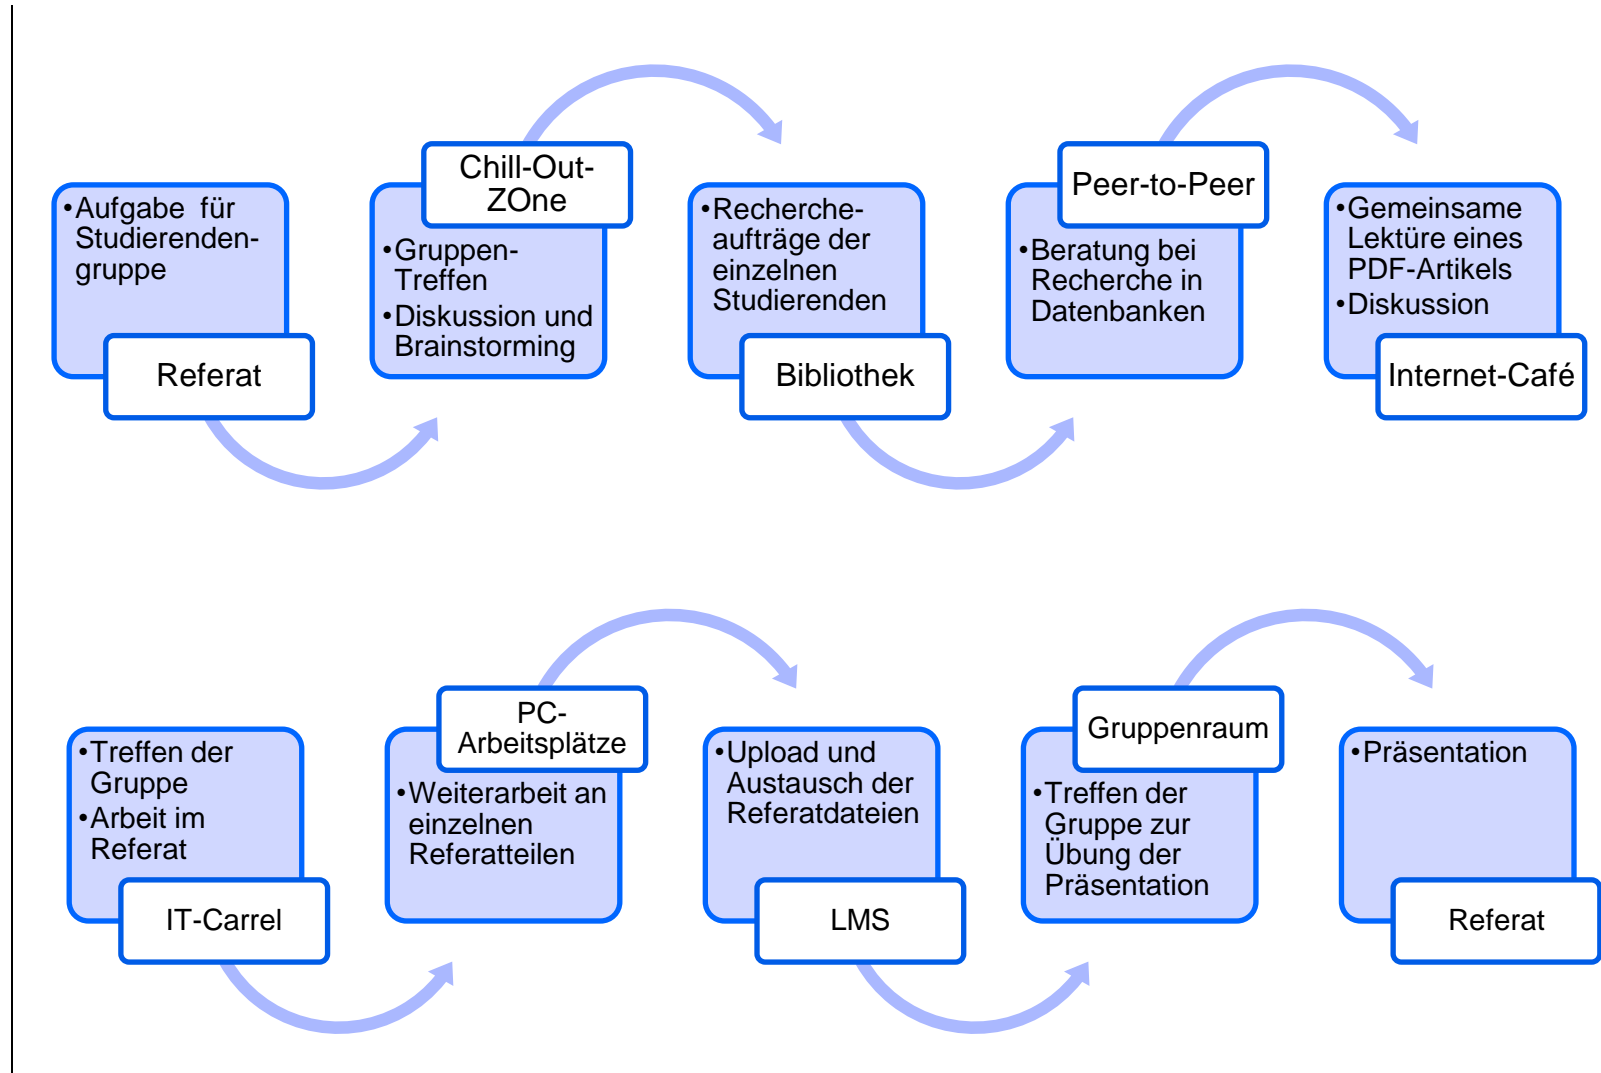 •Aufgabe für
Studierenden-
gruppe
Referat
Chill-Out-
ZOne
•Gruppen-
Treffen
•Diskussion und
Brainstorming
•Recherche-
aufträge der
einzelnen
Studierenden
Bibliothek
Peer-to-Peer
•Beratung bei
Recherche in
Datenbanken
•Gemeinsame
Lektüre eines
PDF-Artikels
•Diskussion
Internet-Café
•Treffen der
Gruppe
•Arbeit im
Referat
IT-Carrel
PC-
Arbeitsplätze
•Weiterarbeit an
einzelnen
Referatteilen
•Upload und
Austausch der
Referatdateien
LMS
Gruppenraum
•Treffen der
Gruppe zur
Übung der
Präsentation
•Präsentation
Referat